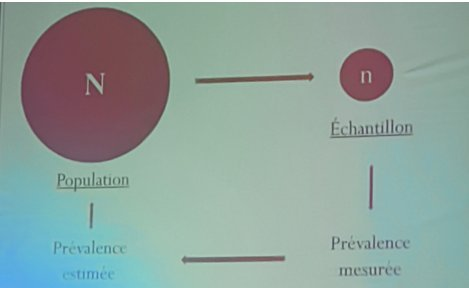 N
n
Échantillon
Population
Prévalence
estimée
Prévalence
mesurée